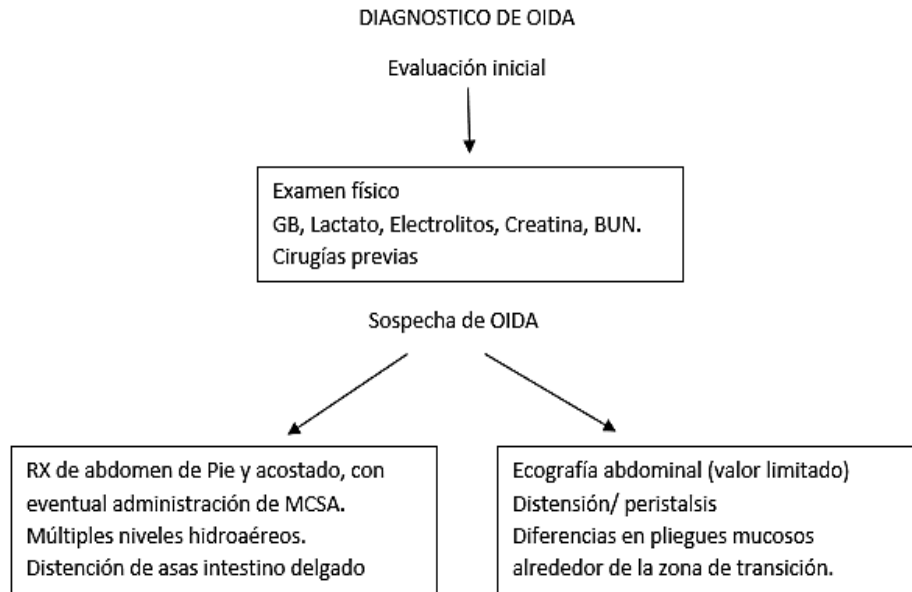 DIAGNOSTICO DE OIDA
Evaluación inicial
Examen físico
GB, Lactato, Electrolitos, Creatina, BUN.
Cirugías previas
Sospecha de OIDA
RX de abdomen de Pie y acostado, con
eventual administración de MCSA.
Múltiples niveles hidroaéreos.
Distención de asas intestino delgado
Ecografía abdominal (valor limitado)
Distensión/ peristalsis
Diferencias en pliegues mucosos
alrededor de la zona de transición.